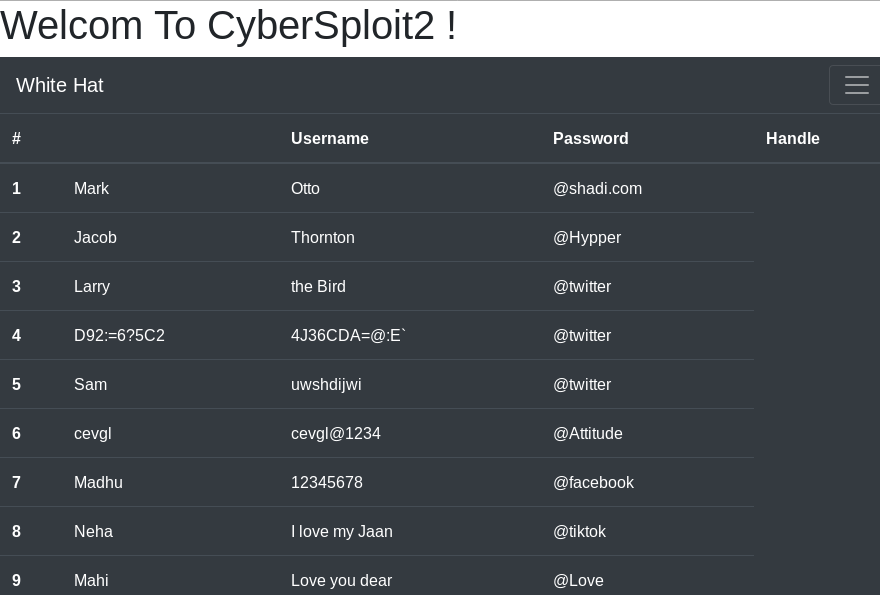 Welcom To CyberSploit2 !
White Hat
# Username Password Handle
1 Mark Otto @shadi.com
2 Jacob Thornton @Hypper
3 Larry the Bird @twitter
4 D92:=6?5C2 4J36CDA=@:E` @twitter
5 Sam uwshdijwi @twitter
6 cevgl cevgl@1234 @Attitude
7 Madhu 12345678 @facebook
8 Neha I love my Jaan @tiktok
9 Mahi Love you dear @Love